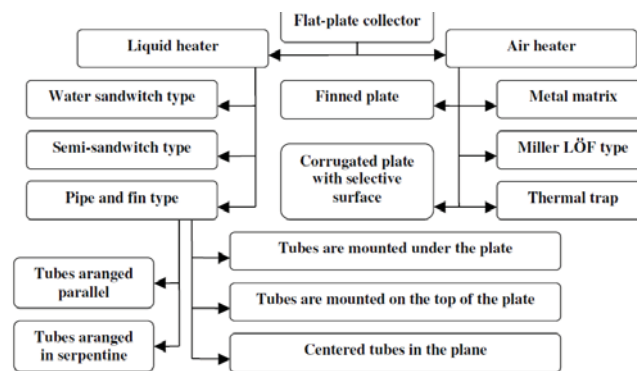 Flat-plate collector
Liquid heater
Air heater
Water sandwitch type
Finned plate
Metal matrix
Semi-sandwitch type
Corrugated plate
with selective
surface
Miller LÖF type
Pipe and fin type
Thermal trap
Tubes are mounted under the plate
Tubes aranged
parallel
Tubes are mounted on the top of the plate
Tubes aranged
in serpentine
Centered tubes in the plane